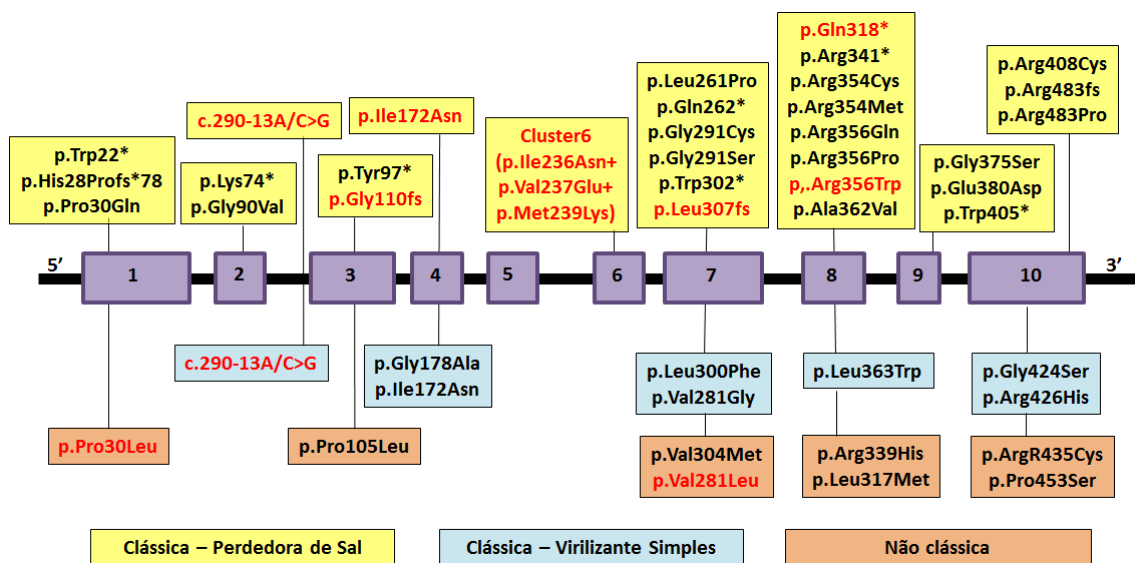 p.Trp22*
p.His28Profs*78
p.Pro30Gln
p.Lys74*
p.Gly90Val
c.290-13A/C>G
p.Tyr97*
p.Gly110fs
p.Ile172Asn
Cluster6
(p.Ile236Asn+
p.Val237Glu+
p.Met239Lys)
p.Leu261Pro
p.Gln262*
p.Gly291Cys
p.Gly291Ser
p.Trp302*
p.Leu307fs
p.Gln318*
p.Arg341*
p.Arg354Cys
p.Arg354Met
p.Arg356Gln
p.Arg356Pro
p,.Arg356Trp
p.Ala362Val
p.Gly375Ser
p.Glu380Asp
p.Trp405*
p.Arg408Cys
p.Arg483fs
p.Arg483Pro
5’ 1 2 3 4 5 6 7 8 9 10 3’
c.290-13A/C>G
p.Gly178Ala
p.Ile172Asn
p.Leu300Phe
p.Val281Gly
p.Leu363Trp
p.Gly424Ser
p.Arg426His
p.Pro30Leu
p.Pro105Leu
p.Val304Met
p.Val281Leu
p.Arg339His
p.Leu317Met
p.ArgR435Cys
p.Pro453Ser
Clássica – Perdedora de Sal
Clássica – Virilizante Simples
Não clássica